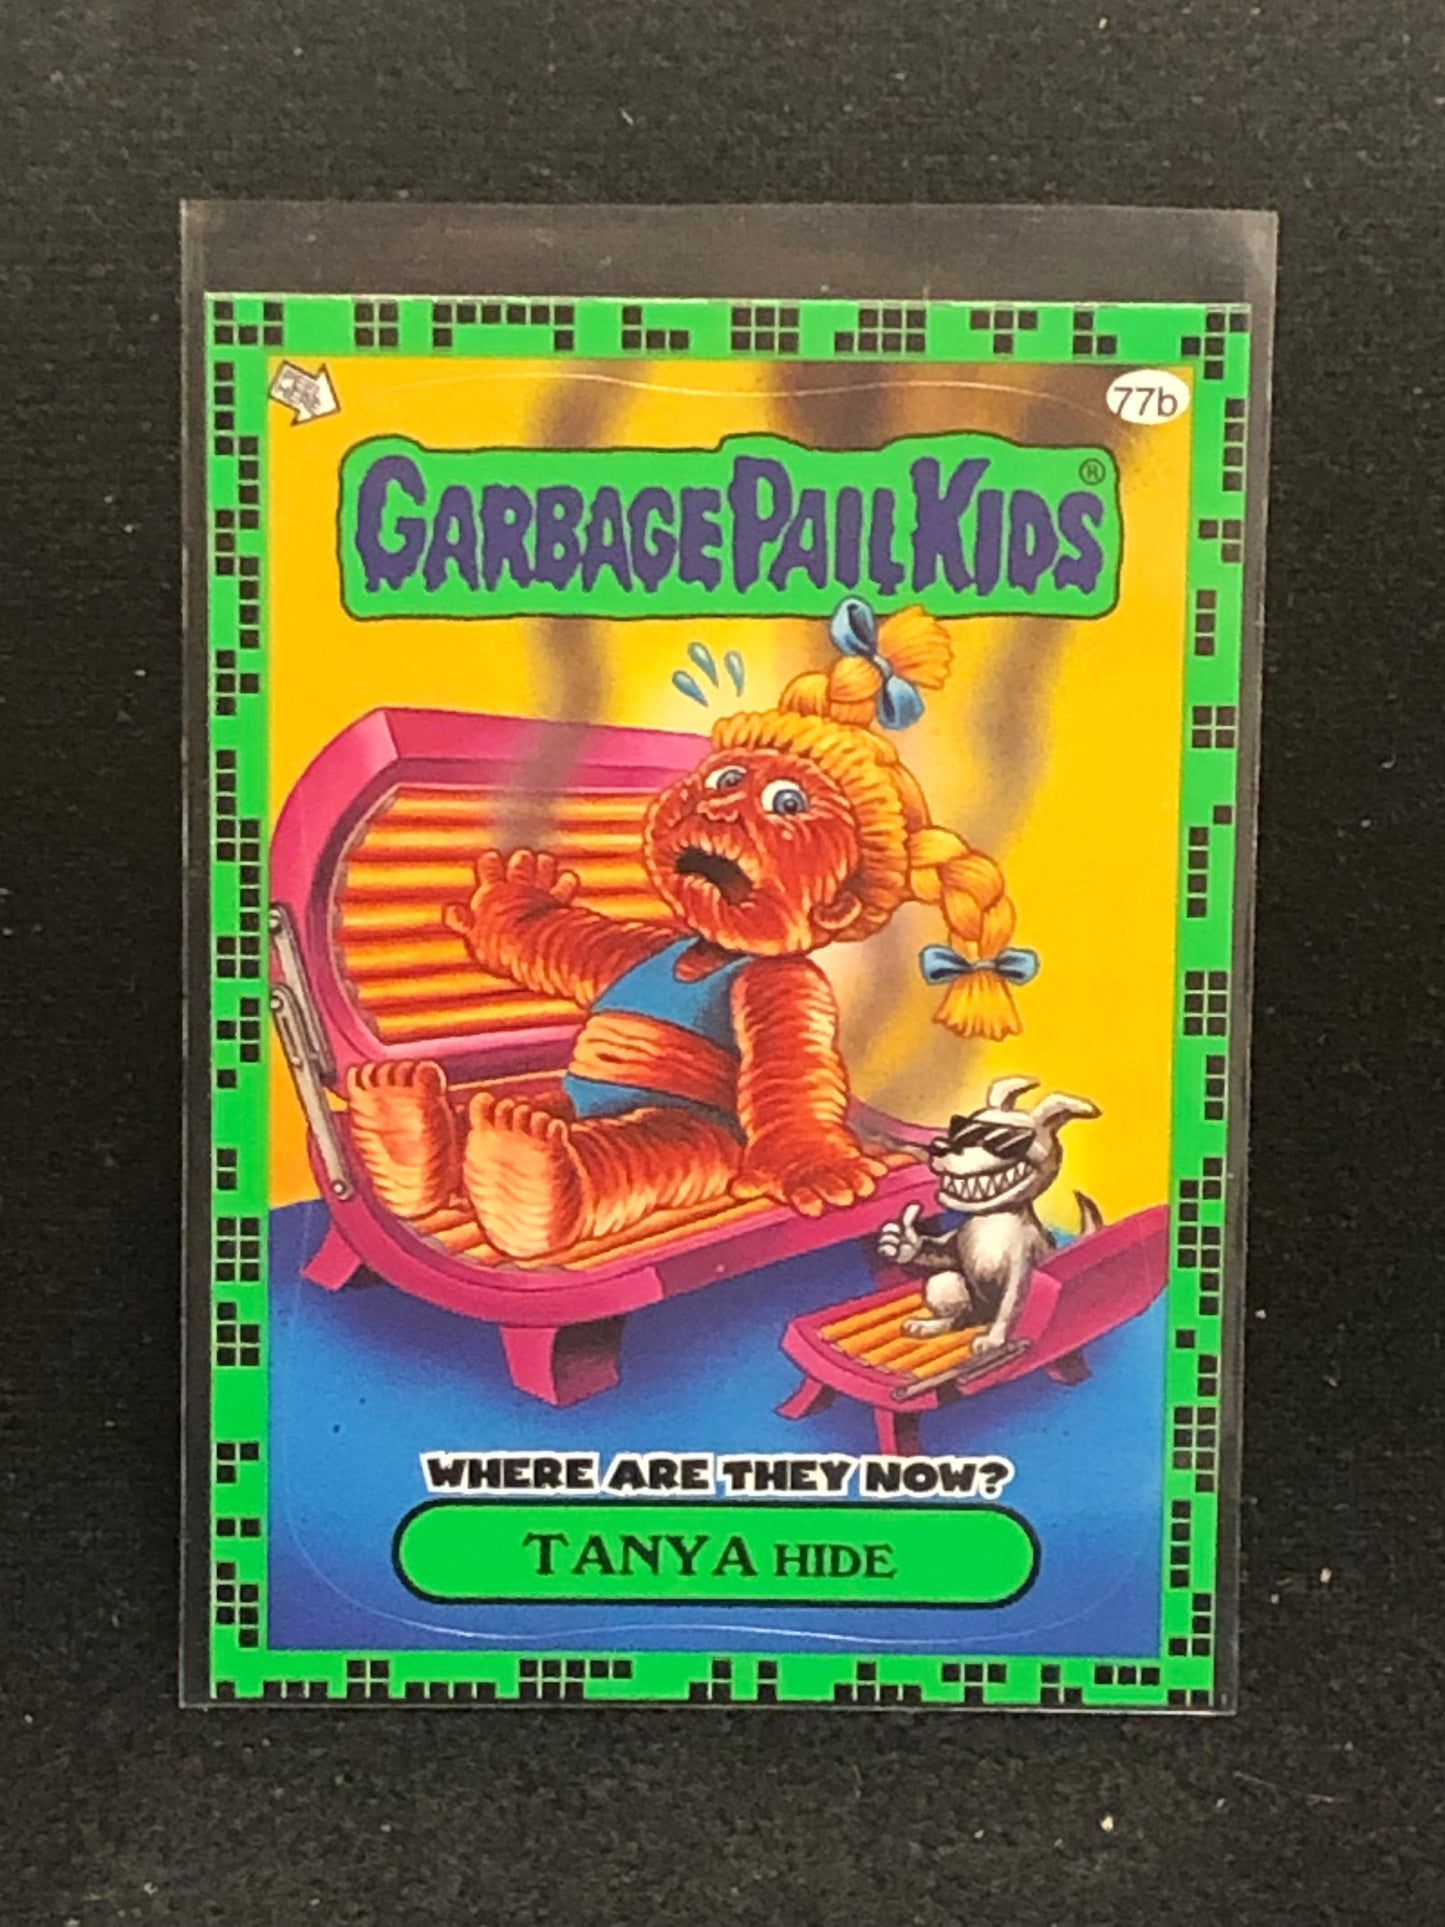 77b
GARBAGE PAIL KIDS®
WHERE ARE THEY NOW?
TANYA HIDE